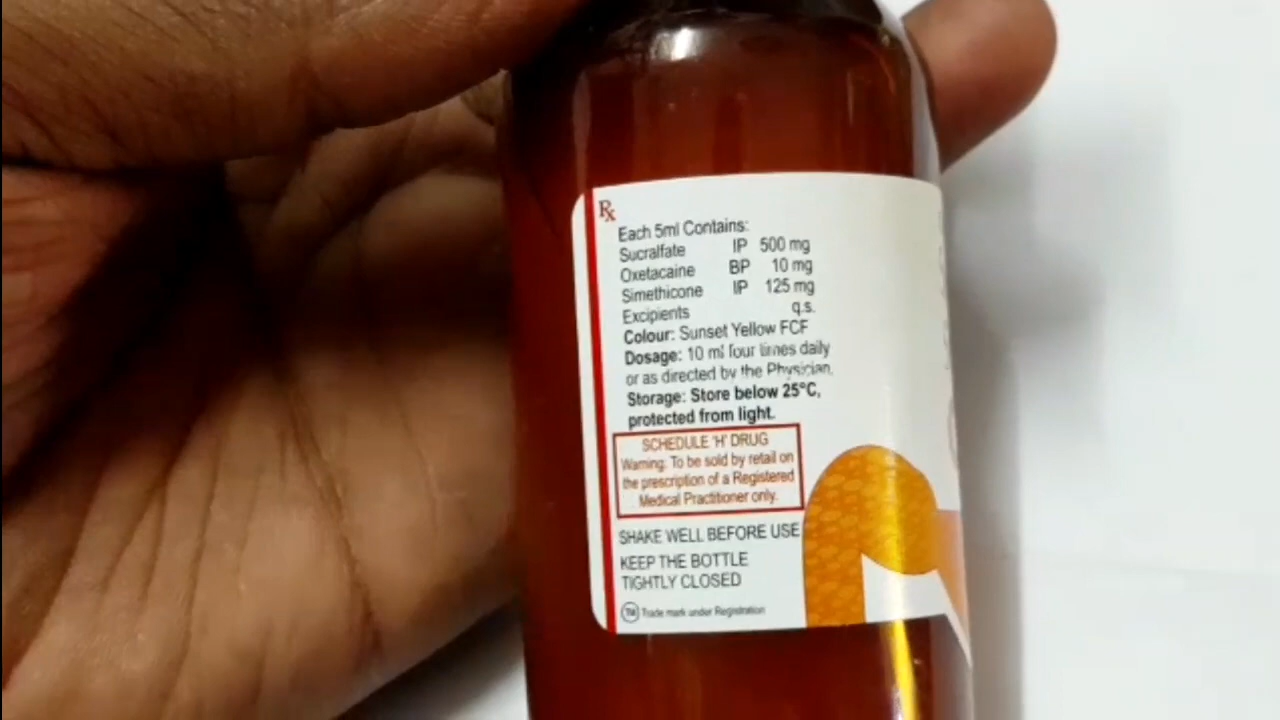 Rx
Each 5ml Contains:
Sucralfate IP 500 mg
Oxetacaine BP 10 mg
Simethicone IP 125 mg
Excipients q.s.
Colour: Sunset Yellow FCF
Dosage: 10 ml four times daily
or as directed by the Physician.
Storage: Store below 25°C,
protected from light.
SCHEDULE 'H' DRUG
Warning: To be sold by retail on
the prescription of a Registered
Medical Practitioner only.
SHAKE WELL BEFORE USE
KEEP THE BOTTLE
TIGHTLY CLOSED
TM Trade mark under Registration